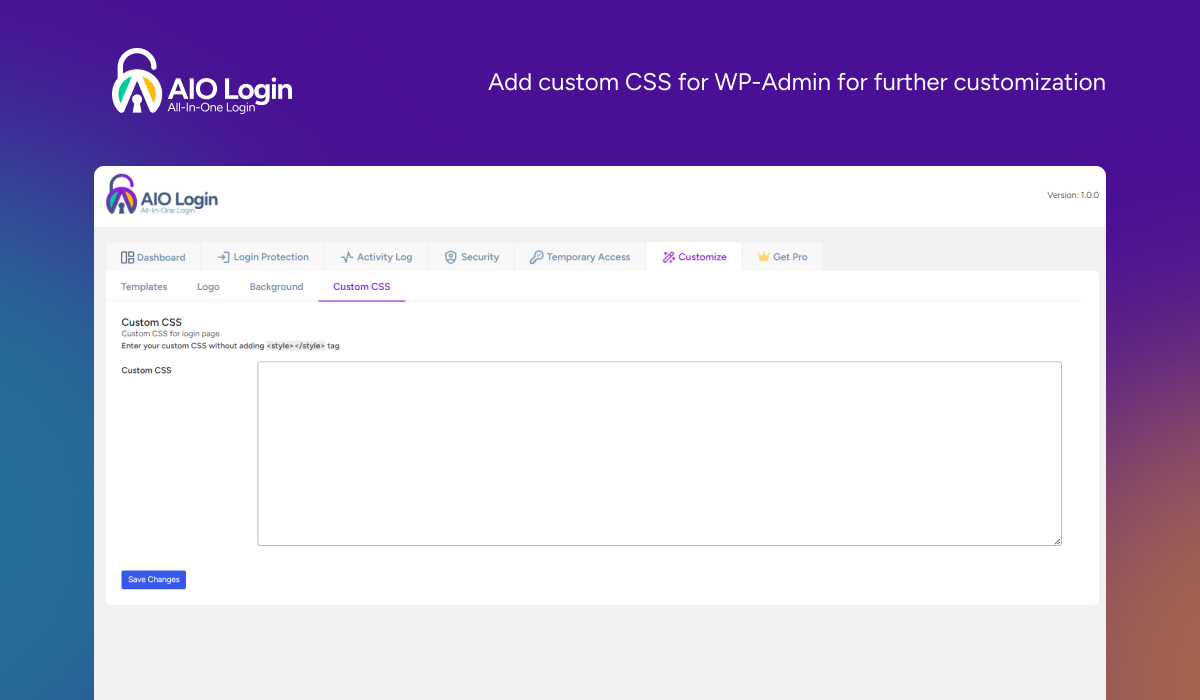 AIO Login
All-In-One Login
Add custom CSS for WP-Admin for further customization
AIO Login
All-In-One Login
Version: 1.0.0
Dashboard Login Protection Activity Log Security Temporary Access Customize Get Pro
Templates Logo Background Custom CSS
Custom CSS
Custom CSS for login page.
Enter your custom CSS without adding <style></style> tag
Custom CSS
Save Changes